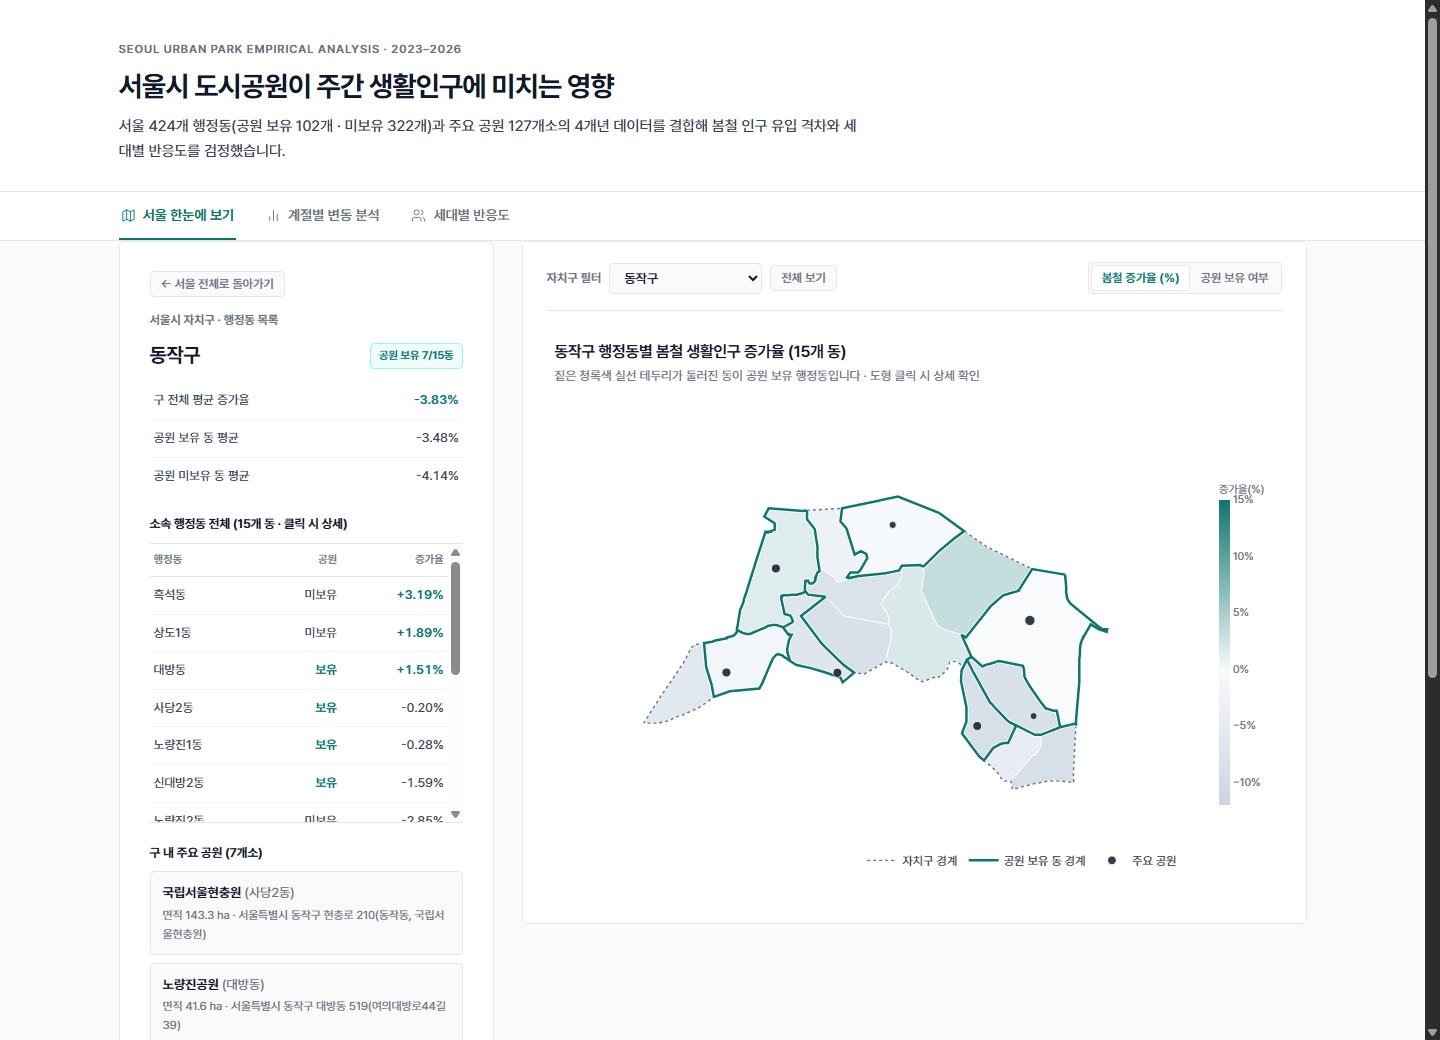 SEOUL URBAN PARK EMPIRICAL ANALYSIS · 2023–2026
서울시 도시공원이 주간 생활인구에 미치는 영향
서울 424개 행정동(공원 보유 102개 · 미보유 322개)과 주요 공원 127개소의 4개년 데이터를 결합해 봄철 인구 유입 격차와 세
대별 반응도를 검정했습니다.
서울 한눈에 보기
계절별 변동 분석
세대별 반응도
← 서울 전체로 돌아가기
서울시 자치구 · 행정동 목록
동작구
공원 보유 7/15동
구 전체 평균 증가율 -3.83%
공원 보유 동 평균 -3.48%
공원 미보유 동 평균 -4.14%
소속 행정동 전체 (15개 동 · 클릭 시 상세)
행정동 공원 증가율
흑석동 미보유 +3.19%
상도1동 미보유 +1.89%
대방동 보유 +1.51%
사당2동 보유 -0.20%
노량진1동 보유 -0.28%
신대방2동 보유 -1.59%
노량진2동 미보유 -2.85%
구 내 주요 공원 (7개소)
국립서울현충원 (사당2동)
면적 143.3 ha · 서울특별시 동작구 현충로 210(동작동, 국립서
울현충원)
노량진공원 (대방동)
면적 41.6 ha · 서울특별시 동작구 대방동 519(여의대방로44길
39)
자치구 필터
동작구
전체 보기
봄철 증가율 (%)
공원 보유 여부
동작구 행정동별 봄철 생활인구 증가율 (15개 동)
짙은 청록색 실선 테두리가 둘러진 동이 공원 보유 행정동입니다 · 도형 클릭 시 상세 확인
증가율(%)
15%
10%
5%
0%
−5%
−10%
자치구 경계
공원 보유 동 경계
주요 공원